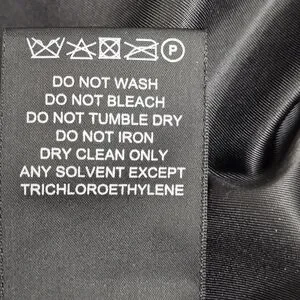 P
DO NOT WASH
DO NOT BLEACH
DO NOT TUMBLE DRY
DO NOT IRON
DRY CLEAN ONLY
ANY SOLVENT EXCEPT
TRICHLOROETHYLENE